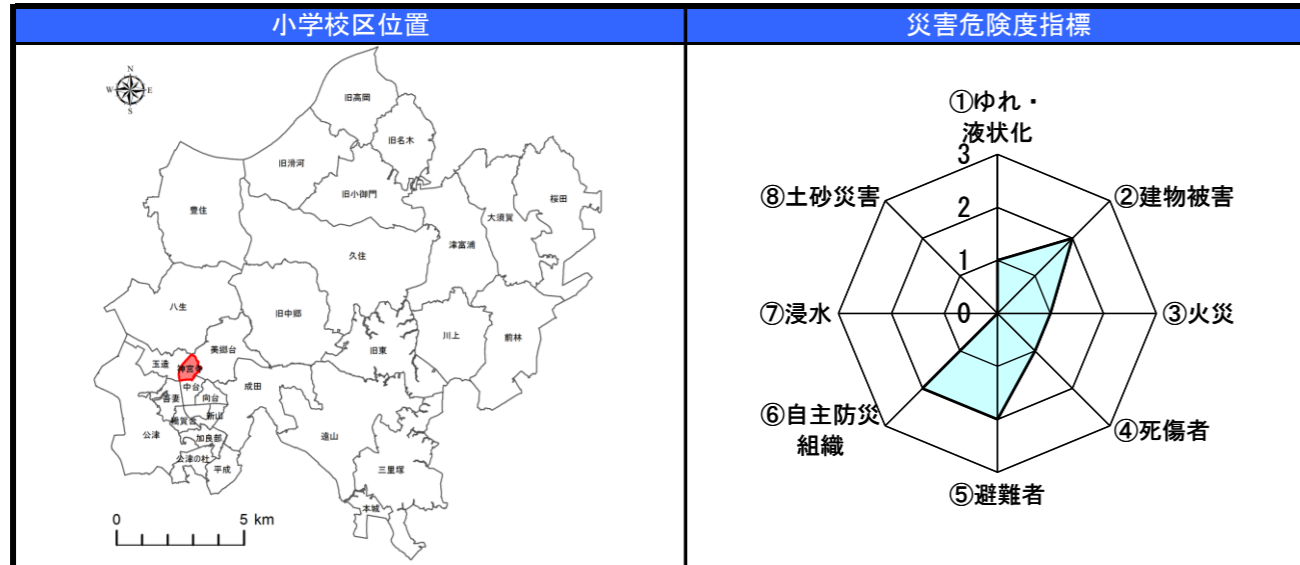 小学校区位置
災害危険度指標
N
W
E
S
旧高岡
旧名木
旧滑河
旧小御門
豊住
大須賀
桜田
津富浦
久住
八生
旧中郷
川上
前林
旧東
美郷台
玉造
神宮寺
成田
中台
吾妻
向台
橋賀台
新山
公津
加良部
遠山
公津の杜
平成
三里塚
本城
0
5 km
①ゆれ・
液状化
3
⑧土砂災害
②建物被害
2
1
⑦浸水
0
③火災
⑥自主防災
組織
④死傷者
⑤避難者